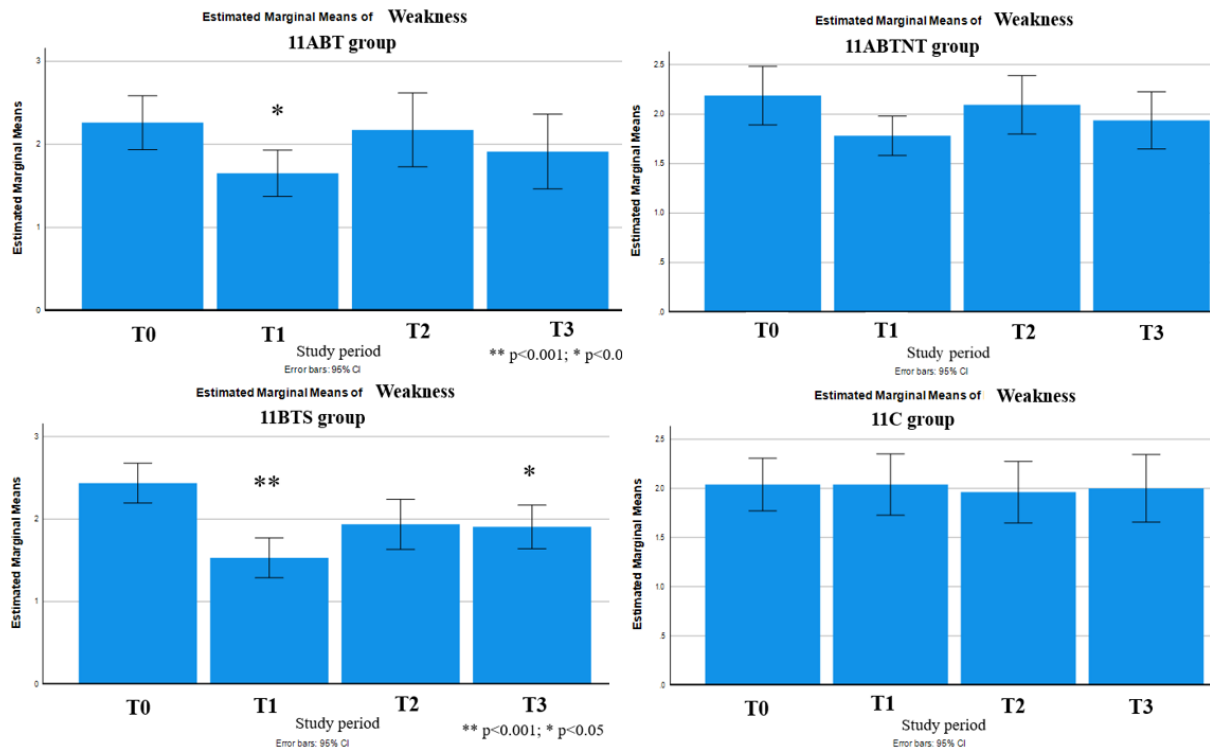 Estimated Marginal Means of Weakness
11ABT group
Estimated Marginal Means
3
2
1
0
*
T0 T1 T2 T3
Study period
** p<0.001; * p<0.0
Error bars: 95% CI
Estimated Marginal Means of Weakness
11ABTNT group
Estimated Marginal Means
2.5
2.0
1.5
1.0
.5
.0
T0 T1 T2 T3
Study period
Error bars: 95% CI
Estimated Marginal Means of Weakness
11BTS group
Estimated Marginal Means
3
2
1
0
** *
T0 T1 T2 T3
Study period
** p<0.001; * p<0.05
Error bars: 95% CI
Estimated Marginal Means of Weakness
11C group
Estimated Marginal Means
2.5
2.0
1.5
1.0
.5
.0
T0 T1 T2 T3
Study period
Error bars: 95% CI